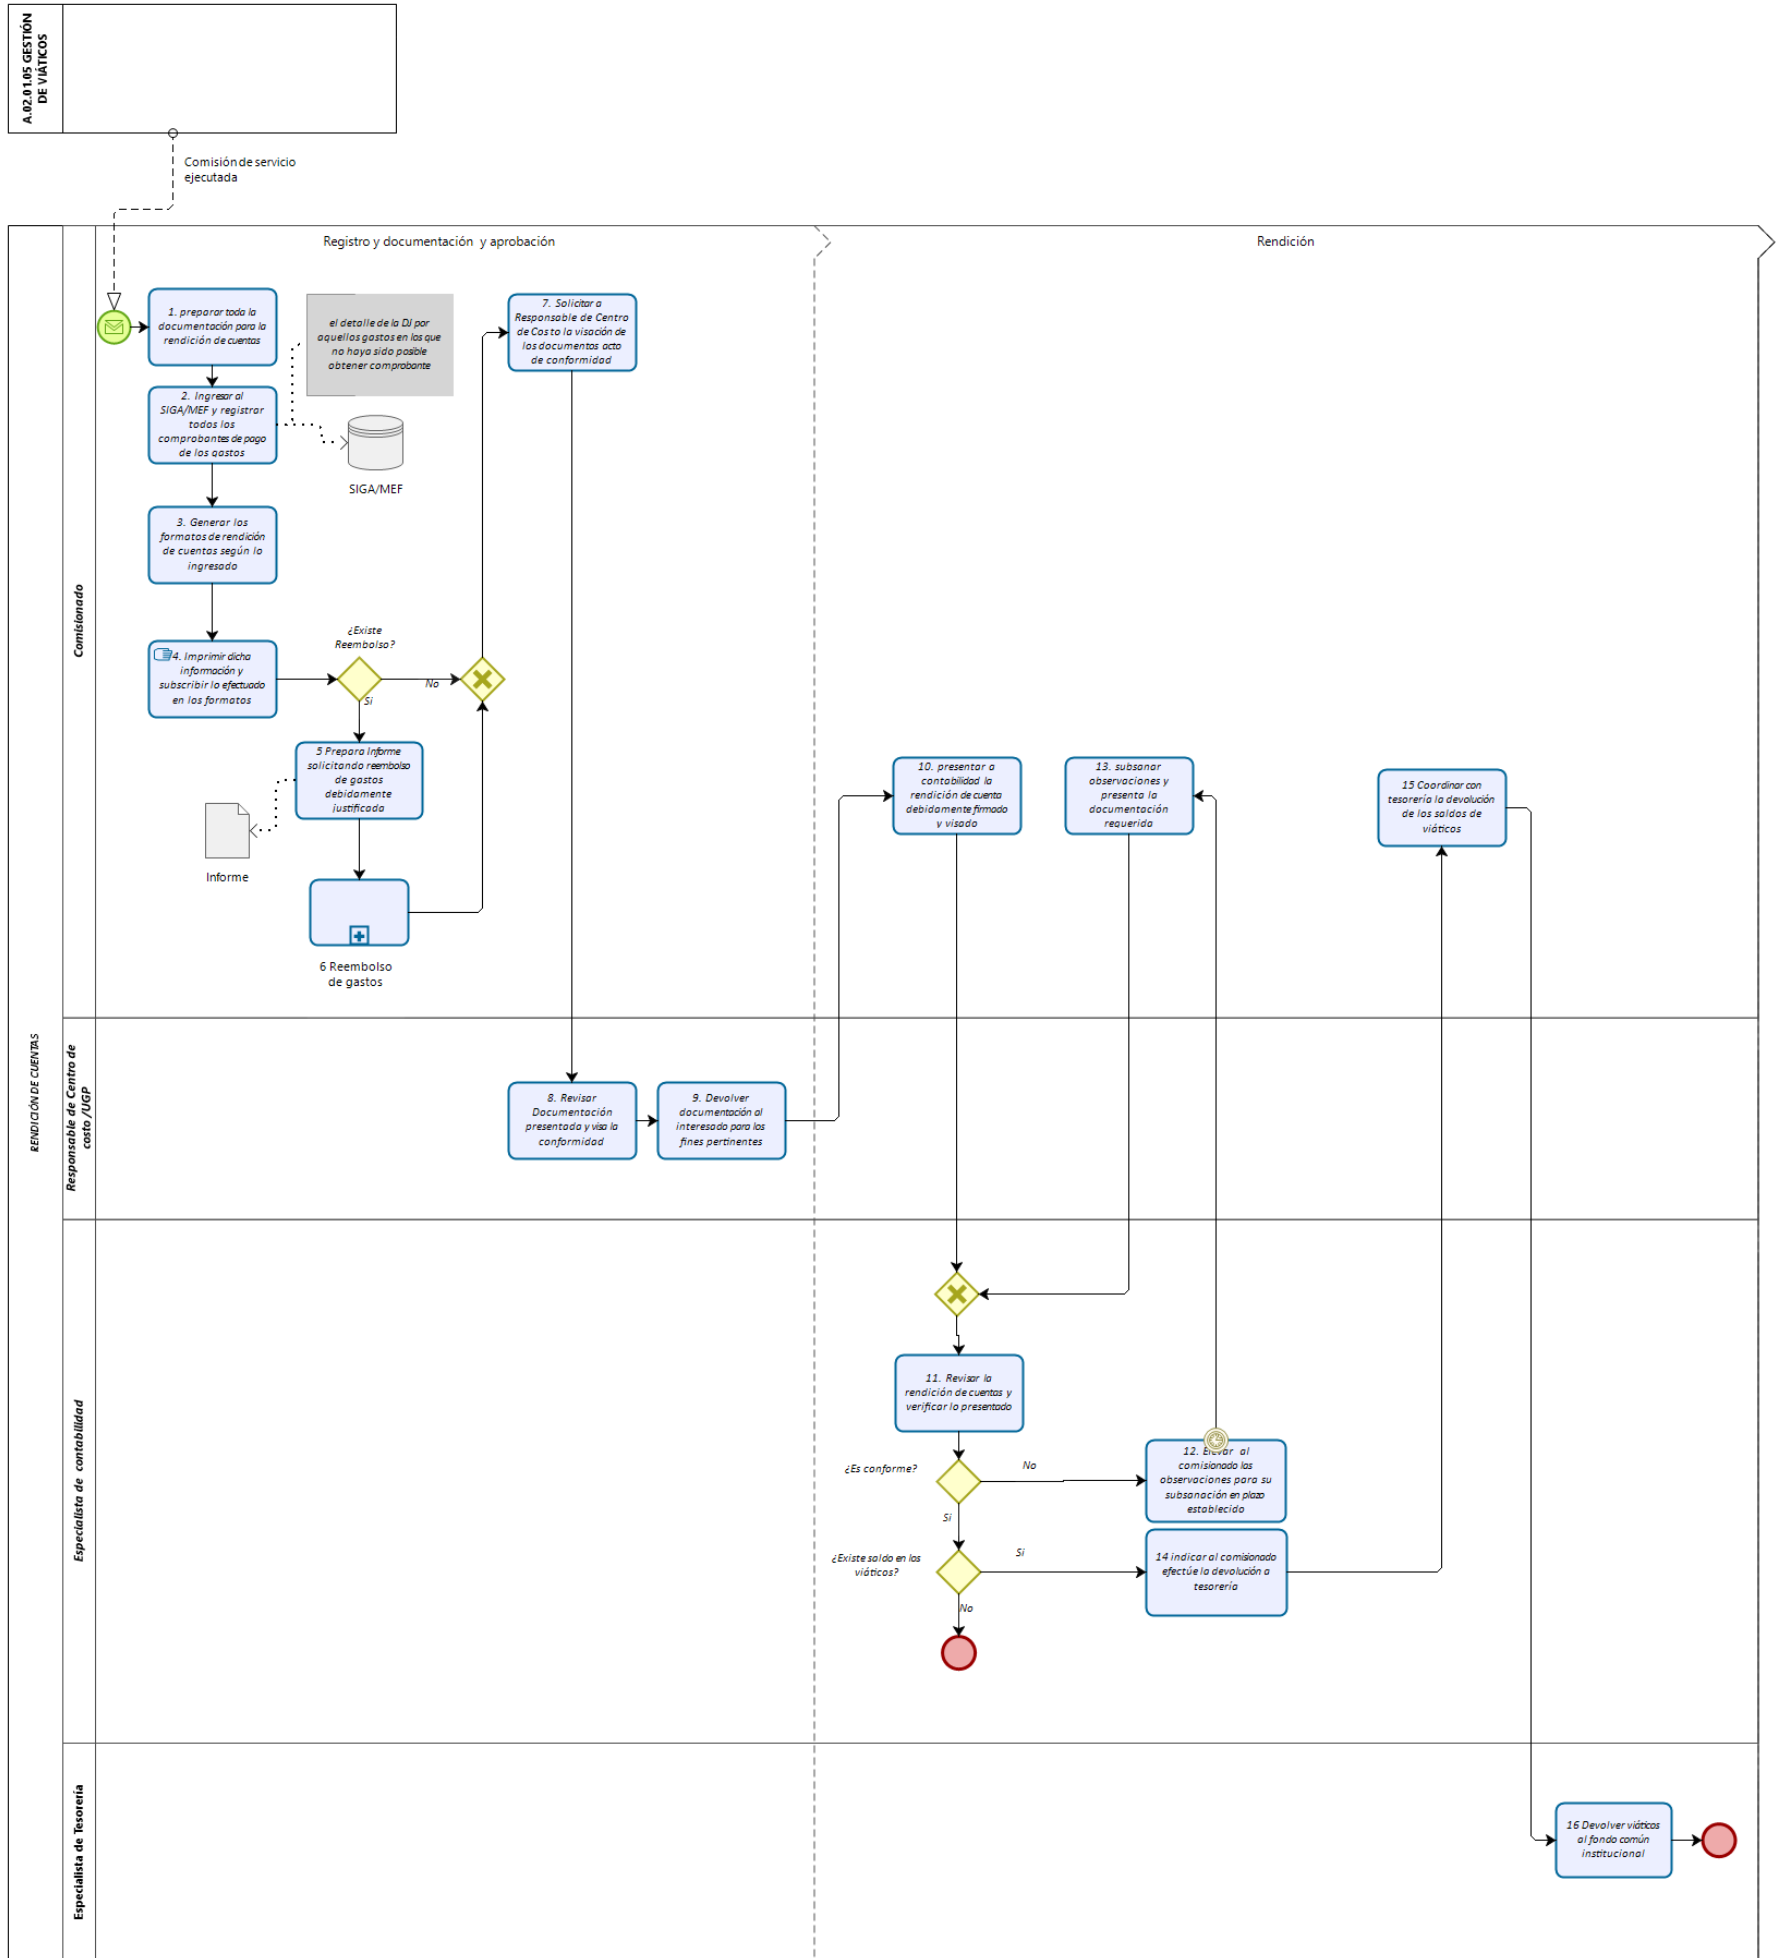 A.02.01.05 GESTIÓN
DE VIÁTICOS
Comisión de servicio
ejecutada
RENDICIÓN DE CUENTAS
Registro y documentación y aprobación
Rendición
Comisionado
1. preparar toda la
documentación para la
rendición de cuentas
el detalle de la DJ por
aquellos gastos en los que
no haya sido posible
obtener comprobante
7. Solicitar a
Responsable de Centro
de Costo la visación de
los documentos acto
de conformidad
2. Ingresar al
SIGA/MEF y registrar
todos los
comprobantes de pago
de los gastos
SIGA/MEF
3. Generar los
formatos de rendición
de cuentas según lo
ingresado
¿Existe
Reembolso?
4. Imprimir dicha
información y
subscribir lo efectuado
en los formatos
No
Si
5 Prepara Informe
solicitando reembolso
de gastos
debidamente
justificada
Informe
6 Reembolso
de gastos
10. presentar a
contabilidad la
rendición de cuenta
debidamente firmado
y visado
13. subsanar
observaciones y
presenta la
documentación
requerida
15 Coordinar con
tesorería la devolución
de los saldos de
viáticos
Responsable de Centro de
costo /UGP
8. Revisar
Documentación
presentada y visa la
conformidad
9. Devolver
documentación al
interesado para los
fines pertinentes
Especialista de contabilidad
11. Revisar la
rendición de cuentas y
verificar lo presentado
¿Es conforme?
No
Si
12. Elevar al
comisionado las
observaciones para su
subsanación en plazo
establecido
¿Existe saldo en los
viáticos?
Si
No
14 indicar al comisionado
efectúe la devolución a
tesorería
Especialista de Tesorería
16 Devolver viáticos
al fondo común
institucional